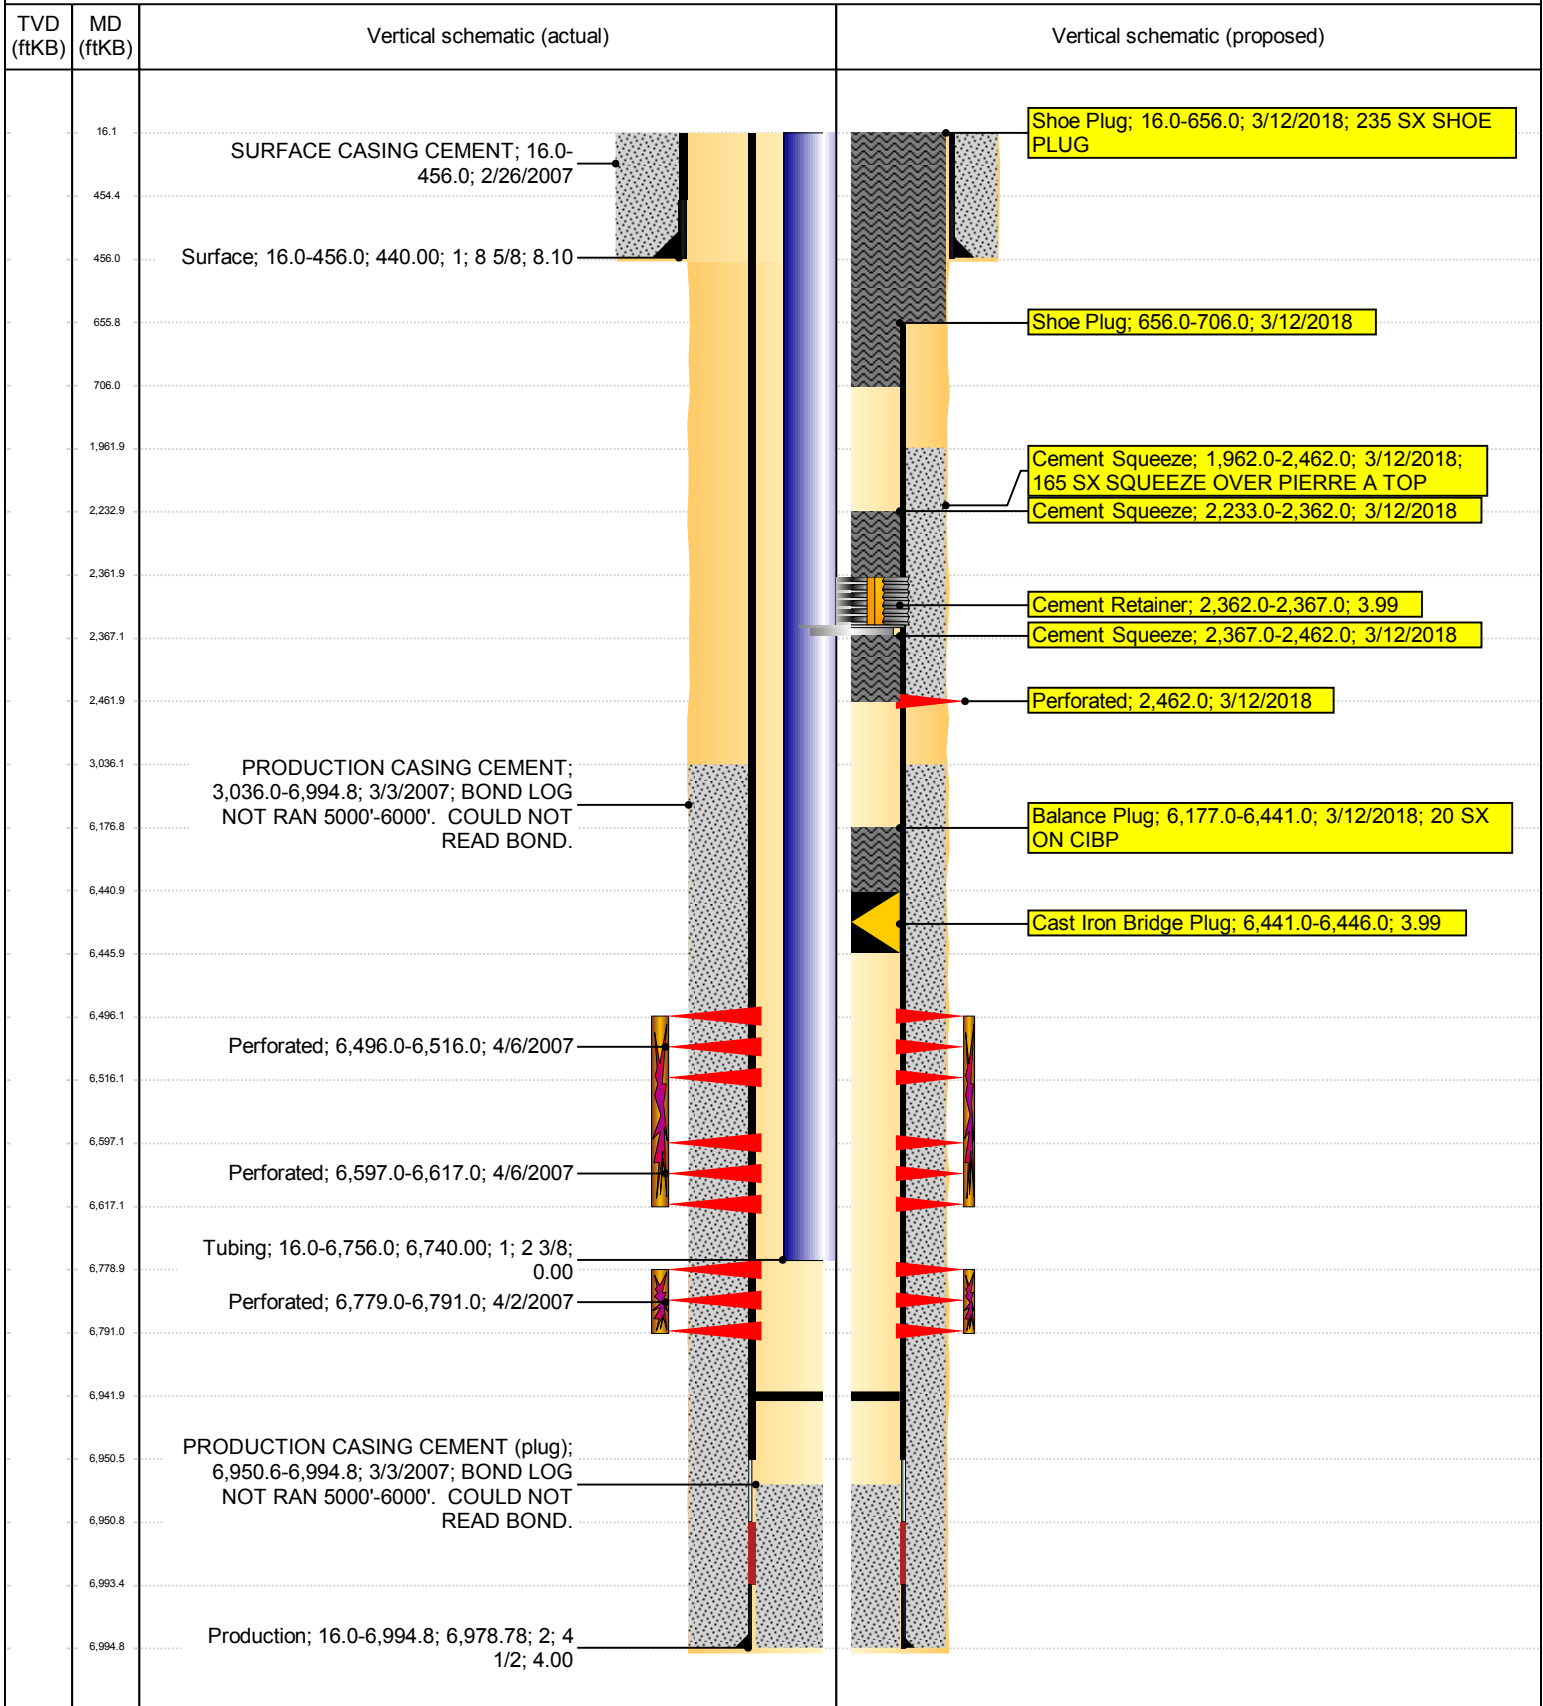 TVD
(ftKB)
MD
(ftKB)
Vertical schematic (actual)
Vertical schematic (proposed)
16.1
454.4
456.0
655.8
706.0
1,961.9
2,232.9
2,361.9
2,367.1
2,461.9
3,036.1
6,176.8
6,440.9
6,445.9
6,496.1
6,516.1
6,597.1
6,617.1
6,778.9
6,791.0
6,941.9
6,950.5
6,950.8
6,993.4
6,994.8
SURFACE CASING CEMENT; 16.0-
456.0; 2/26/2007
Surface; 16.0-456.0; 440.00; 1; 8 5/8; 8.10
PRODUCTION CASING CEMENT;
3,036.0-6,994.8; 3/3/2007; BOND LOG
NOT RAN 5000'-6000'. COULD NOT
READ BOND.
Perforated; 6,496.0-6,516.0; 4/6/2007
Perforated; 6,597.0-6,617.0; 4/6/2007
Tubing; 16.0-6,756.0; 6,740.00; 1; 2 3/8;
0.00
Perforated; 6,779.0-6,791.0; 4/2/2007
PRODUCTION CASING CEMENT (plug);
6,950.6-6,994.8; 3/3/2007; BOND LOG
NOT RAN 5000'-6000'. COULD NOT
READ BOND.
Production; 16.0-6,994.8; 6,978.78; 2; 4
1/2; 4.00
Shoe Plug; 16.0-656.0; 3/12/2018; 235 SX SHOE
PLUG
Shoe Plug; 656.0-706.0; 3/12/2018
Cement Squeeze; 1,962.0-2,462.0; 3/12/2018;
165 SX SQUEEZE OVER PIERRE A TOP
Cement Squeeze; 2,233.0-2,362.0; 3/12/2018
Cement Retainer; 2,362.0-2,367.0; 3.99
Cement Squeeze; 2,367.0-2,462.0; 3/12/2018
Perforated; 2,462.0; 3/12/2018
Balance Plug; 6,177.0-6,441.0; 3/12/2018; 20 SX
ON CIBP
Cast Iron Bridge Plug; 6,441.0-6,446.0; 3.99